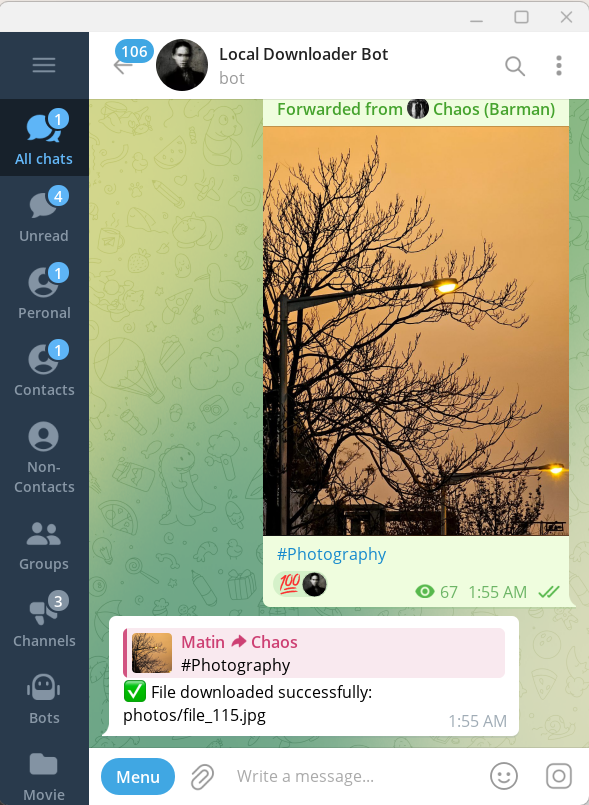 106
Local Downloader Bot
bot
1
All chats
4
Unread
1
Peronal
1
Contacts
Non-
Contacts
Groups
3
Channels
Bots
Movie
Forwarded from Chaos (Barman)
#Photography
💯
67 1:55 AM
Matin Chaos
#Photography
✅ File downloaded successfully:
photos/file_115.jpg
1:55 AM
Menu
Write a message...